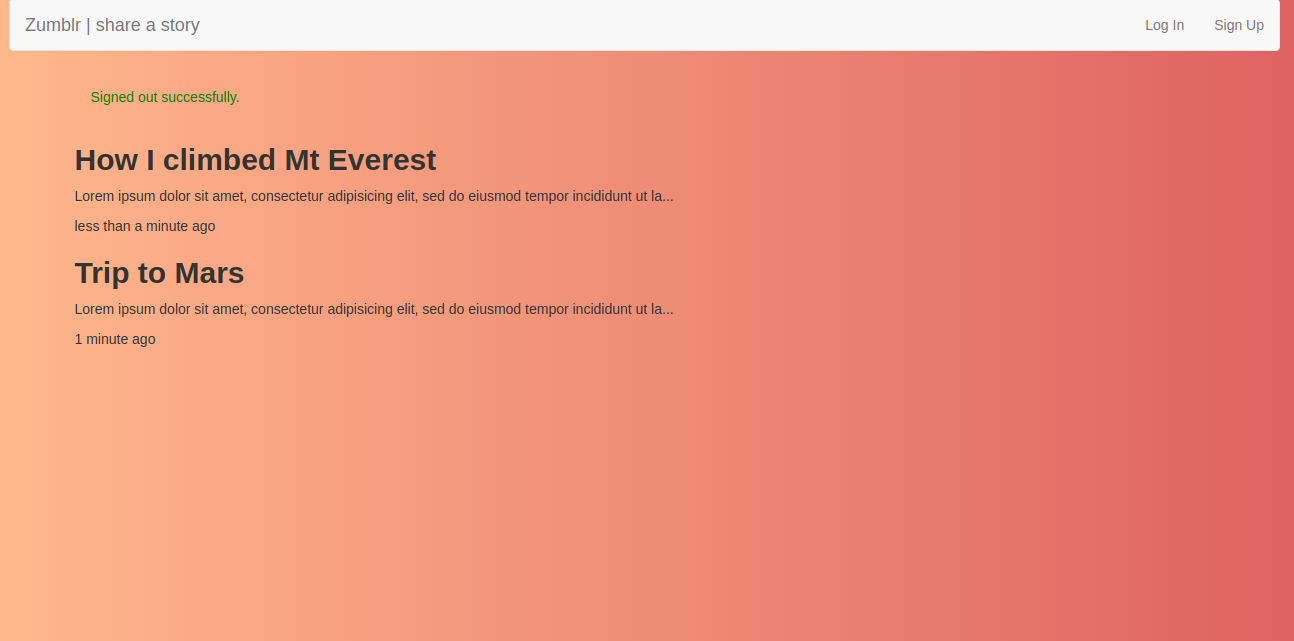 Zumblr | share a story
Log In
Sign Up
Signed out successfully.
How I climbed Mt Everest
Lorem ipsum dolor sit amet, consectetur adipisicing elit, sed do eiusmod tempor incididunt ut la...
less than a minute ago
Trip to Mars
Lorem ipsum dolor sit amet, consectetur adipisicing elit, sed do eiusmod tempor incididunt ut la...
1 minute ago